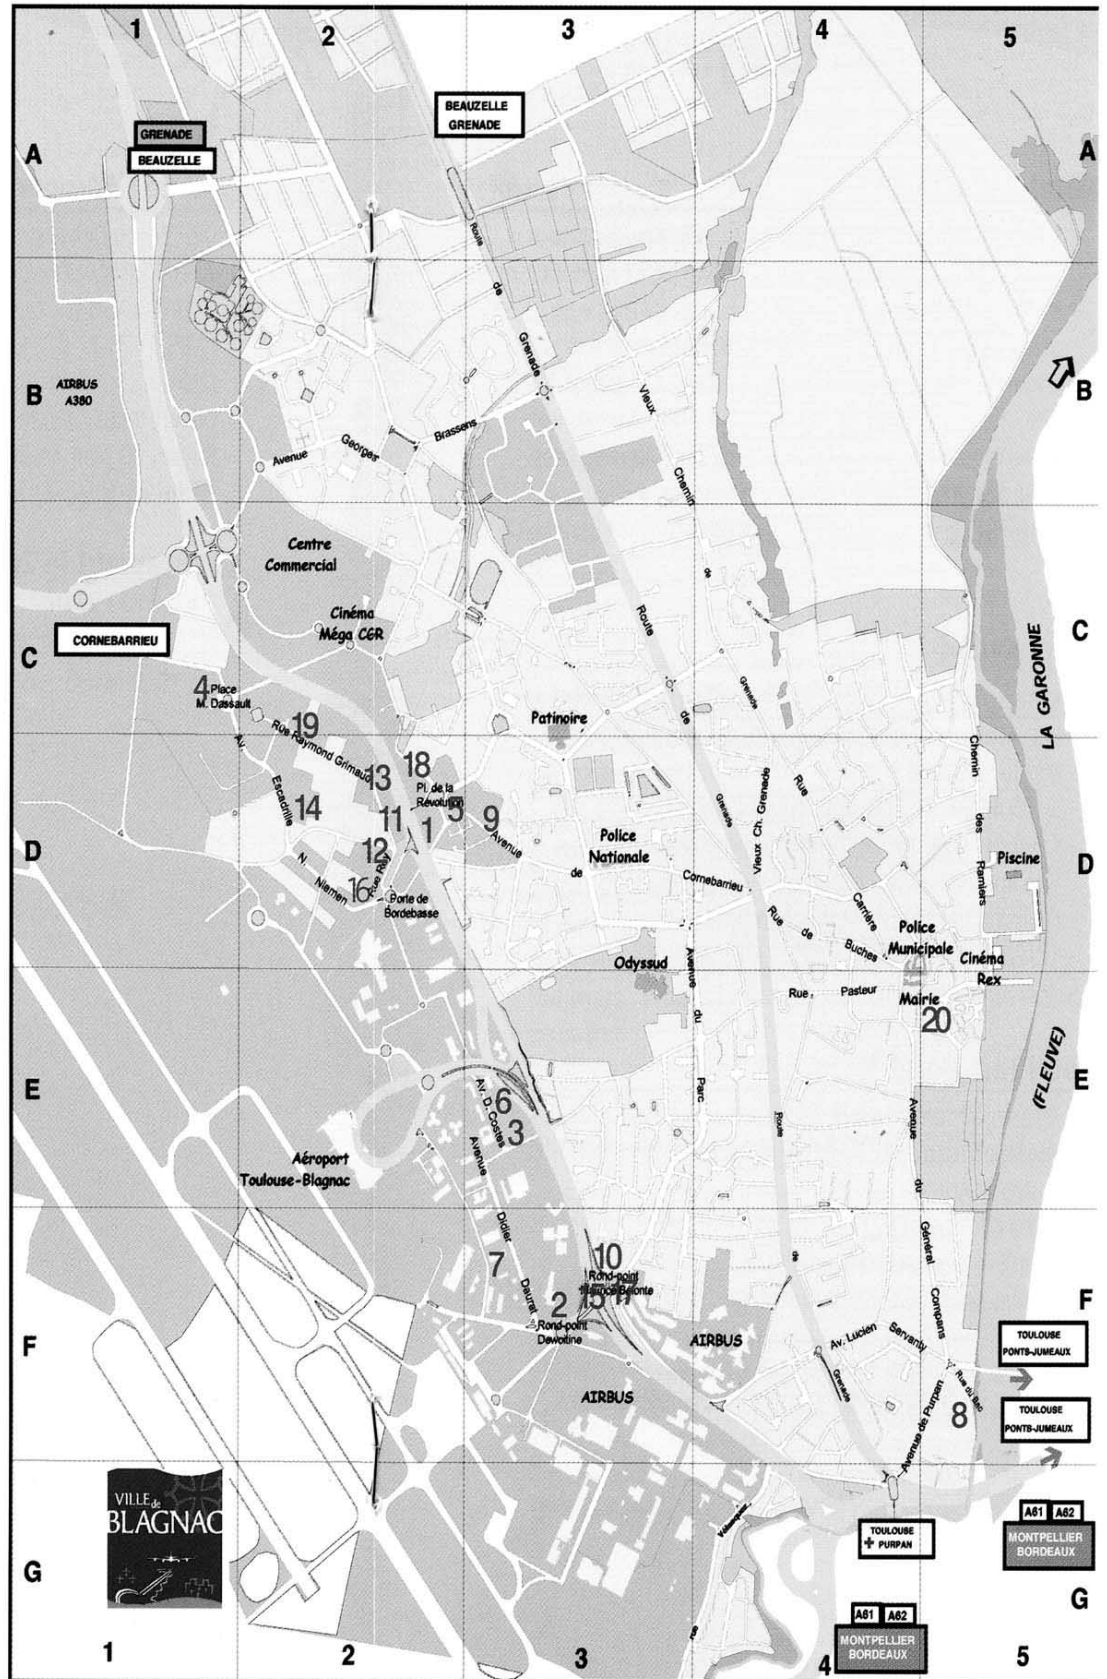 1
2
3
4
5
BEAUZELLE
GRENADE
GRENADE
BEAUZELLE
A
A
Route
de
Grenade
B
AIRBUS
A380
B
Vieux
Chemin
de
Grenade
Avenue
Georges
Brassens
Centre
Commercial
Cinéma
Méga CGR
Route
de
C
CORNEBARRIEU
C
LA GARONNE
4 Place
M. Dassault
Patinoire
19
Rue Raymond Grimaud
13
18
Pl. de la
Révolution
Av.
Escadrille
14
N.
Niemen
11
1
5
9
Avenue
de
Cornebarrieu
12
16
Rue Ray
Porte de
Bordebasse
Police
Nationale
Grenade
Vieux Ch. Grenade
Rue
Carrière
Chemin
des
Ramiers
Piscine
D
D
Rue
de
Buches
Police
Municipale
Cinéma
Rex
Odyssud
Avenue
du
Parc
Rue
Pasteur
Mairie
20
(FLEUVE)
E
E
6
Av. D. Costes
3
Avenue
Didier
Daurat
Aéroport
Toulouse-Blagnac
Route
de
Grenade
Avenue
du
Général
Compans
7
10
Rond-point
15
17
2
Rond-point
Dewoitine
F
F
AIRBUS
AIRBUS
Av. Lucien
Servanty
TOULOUSE
PONTS-JUMEAUX
Rue du Bac
8
Avenue de Purpan
TOULOUSE
PONTS-JUMEAUX
VILLE de
BLAGNAC
TOULOUSE
+ PURPAN
A61
A62
MONTPELLIER
BORDEAUX
rue
Vélasquez
G
G
A61
A62
MONTPELLIER
BORDEAUX
1
2
3
4
5